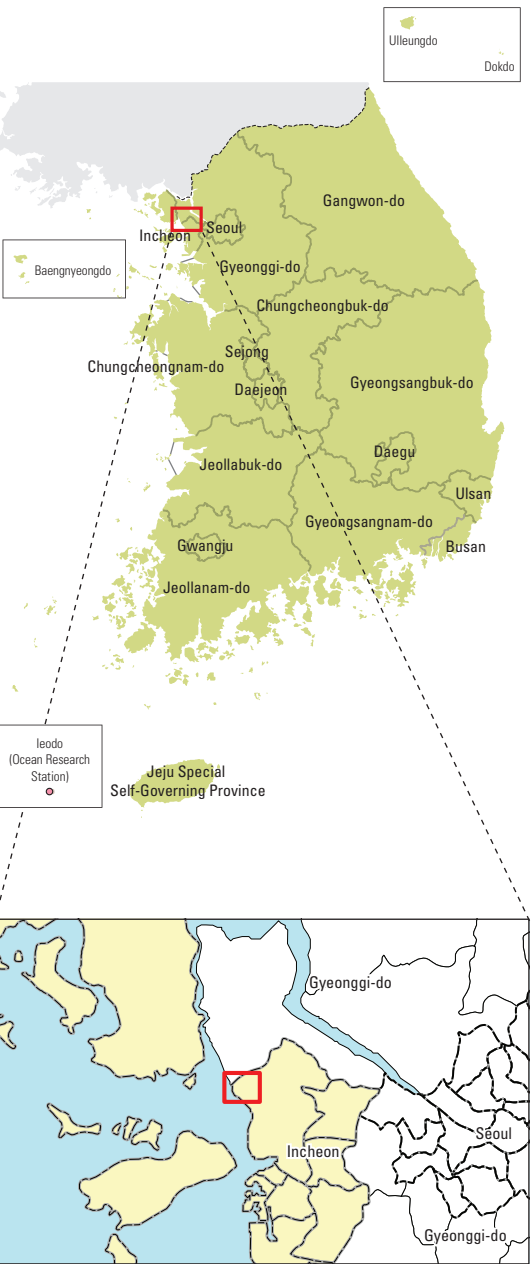 Ulleungdo
Dokdo
Gangwon-do
Incheon
Seoul
Gyeonggi-do
Baengnyeongdo
Chungcheongbuk-do
Sejong
Chungcheongnam-do
Daejeon
Gyeongsangbuk-do
Daegu
Jeollabuk-do
Ulsan
Gyeongsangnam-do
Gwangju
Busan
Jeollanam-do
Ieodo
(Ocean Research
Station)
Jeju Special
Self-Governing Province
Gyeonggi-do
Seoul
Incheon
Gyeonggi-do